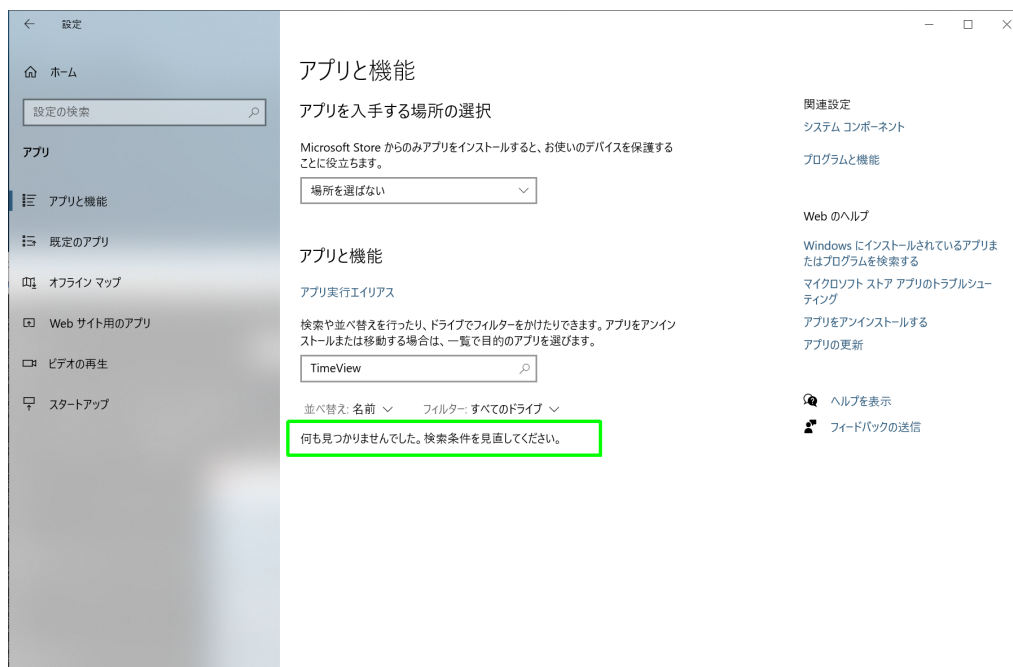 設定
ホーム
設定の検索
アプリ
アプリと機能
既定のアプリ
オフライン マップ
Web サイト用のアプリ
ビデオの再生
スタートアップ
アプリと機能
アプリを入手する場所の選択
Microsoft Store からのみアプリをインストールすると、お使いのデバイスを保護する
ことに役立ちます。
場所を選ばない
アプリと機能
アプリ実行エイリアス
検索や並べ替えを行ったり、ドライブでフィルターをかけたりできます。アプリをアンイン
ストールまたは移動する場合は、一覧で目的のアプリを選びます。
TimeView
並べ替え: 名前 フィルター: すべてのドライブ
何も見つかりませんでした。検索条件を見直してください。
関連設定
システム コンポーネント
プログラムと機能
Web のヘルプ
Windows にインストールされているアプリま
たはプログラムを検索する
マイクロソフト ストア アプリのトラブルシュー
ティング
アプリをアンインストールする
アプリの更新
ヘルプを表示
フィードバックの送信